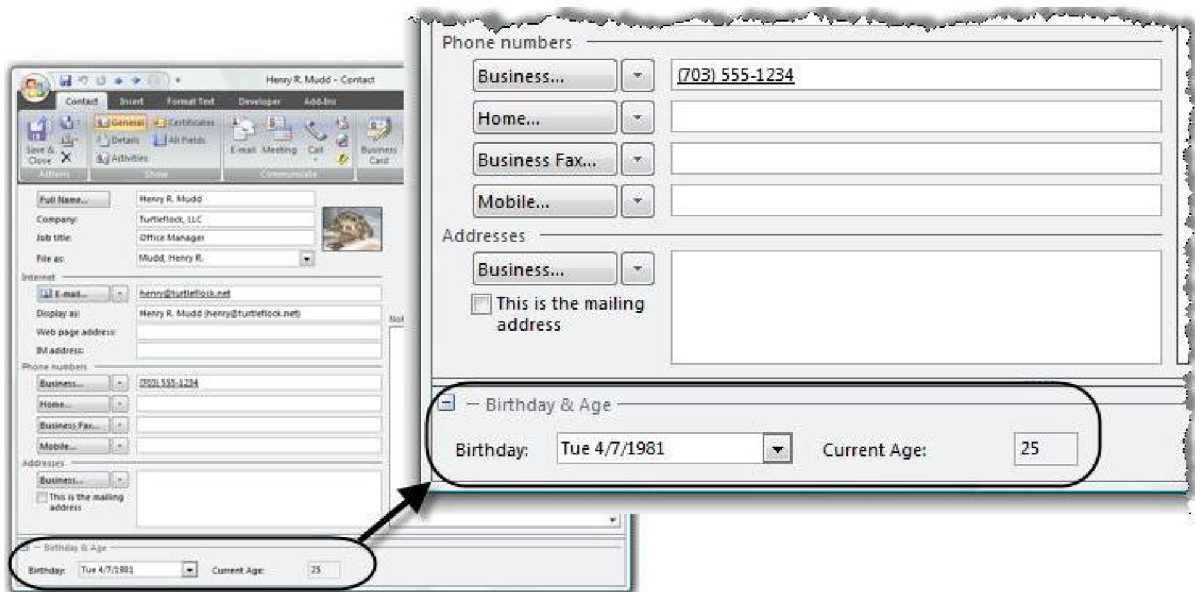 Henry R. Mudd - Contact
Contact Insert Format Text Developer Add-Ins
Save & Close
General
Details
Activities
Certificates
All Fields
E-mail Meeting Call Business Card
Actions Show Communicate
Full Name... Henry R. Mudd
Company: Turtleflock, LLC
Job title: Office Manager
File as: Mudd, Henry R.
Internet
E-mail... henry@turtleflock.net
Display as: Henry R. Mudd (henry@turtleflock.net)
Web page address:
IM address:
Phone numbers
Business... (703) 555-1234
Home...
Business Fax...
Mobile...
Addresses
Business...
This is the mailing
address
Birthday & Age
Birthday: Tue 4/7/1981 Current Age: 25
Phone numbers
Business... (703) 555-1234
Home...
Business Fax...
Mobile...
Addresses
Business...
This is the mailing
address
Birthday & Age
Birthday: Tue 4/7/1981 Current Age: 25